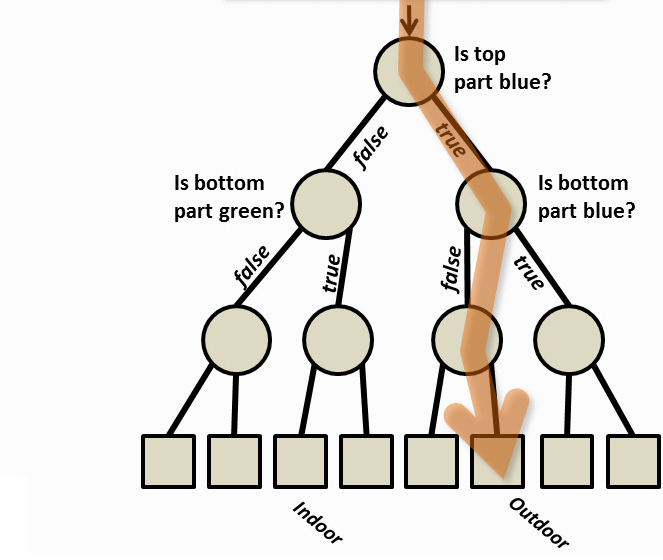 Is top
part blue?
false
true
Is bottom
part green?
Is bottom
part blue?
false
true
false
true
Indoor
Outdoor